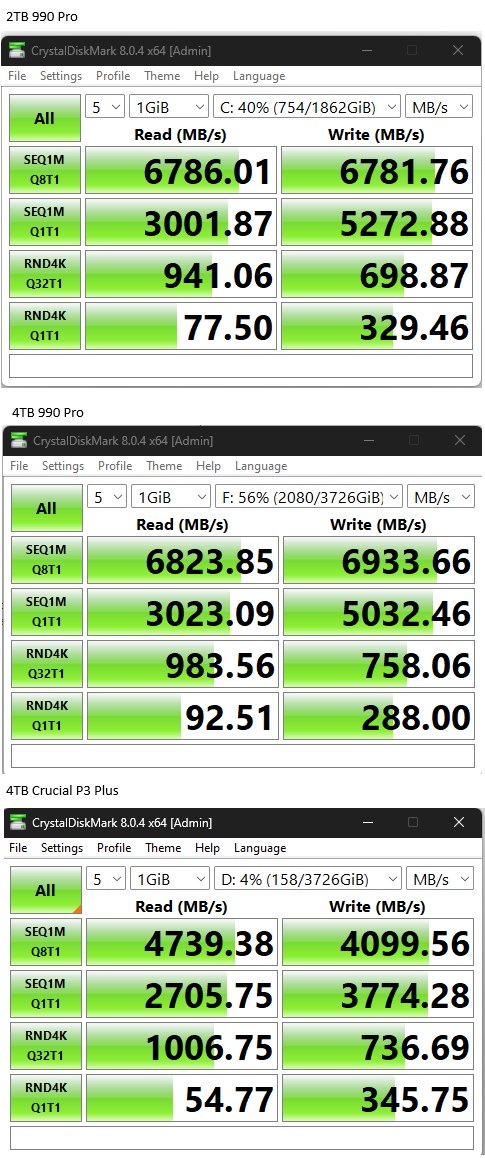 2TB 990 Pro
CrystalDiskMark 8.0.4 x64 [Admin]
File Settings Profile Theme Help Language
All 5 1GiB C: 40% (754/1862GiB) MB/s
Read (MB/s) Write (MB/s)
SEQ1M Q8T1 6786.01 6781.76
SEQ1M Q1T1 3001.87 5272.88
RND4K Q32T1 941.06 698.87
RND4K Q1T1 77.50 329.46
4TB 990 Pro
CrystalDiskMark 8.0.4 x64 [Admin]
File Settings Profile Theme Help Language
All 5 1GiB F: 56% (2080/3726GiB) MB/s
Read (MB/s) Write (MB/s)
SEQ1M Q8T1 6823.85 6933.66
SEQ1M Q1T1 3023.09 5032.46
RND4K Q32T1 983.56 758.06
RND4K Q1T1 92.51 288.00
4TB Crucial P3 Plus
CrystalDiskMark 8.0.4 x64 [Admin]
File Settings Profile Theme Help Language
All 5 1GiB D: 4% (158/3726GiB) MB/s
Read (MB/s) Write (MB/s)
SEQ1M Q8T1 4739.38 4099.56
SEQ1M Q1T1 2705.75 3774.28
RND4K Q32T1 1006.75 736.69
RND4K Q1T1 54.77 345.75